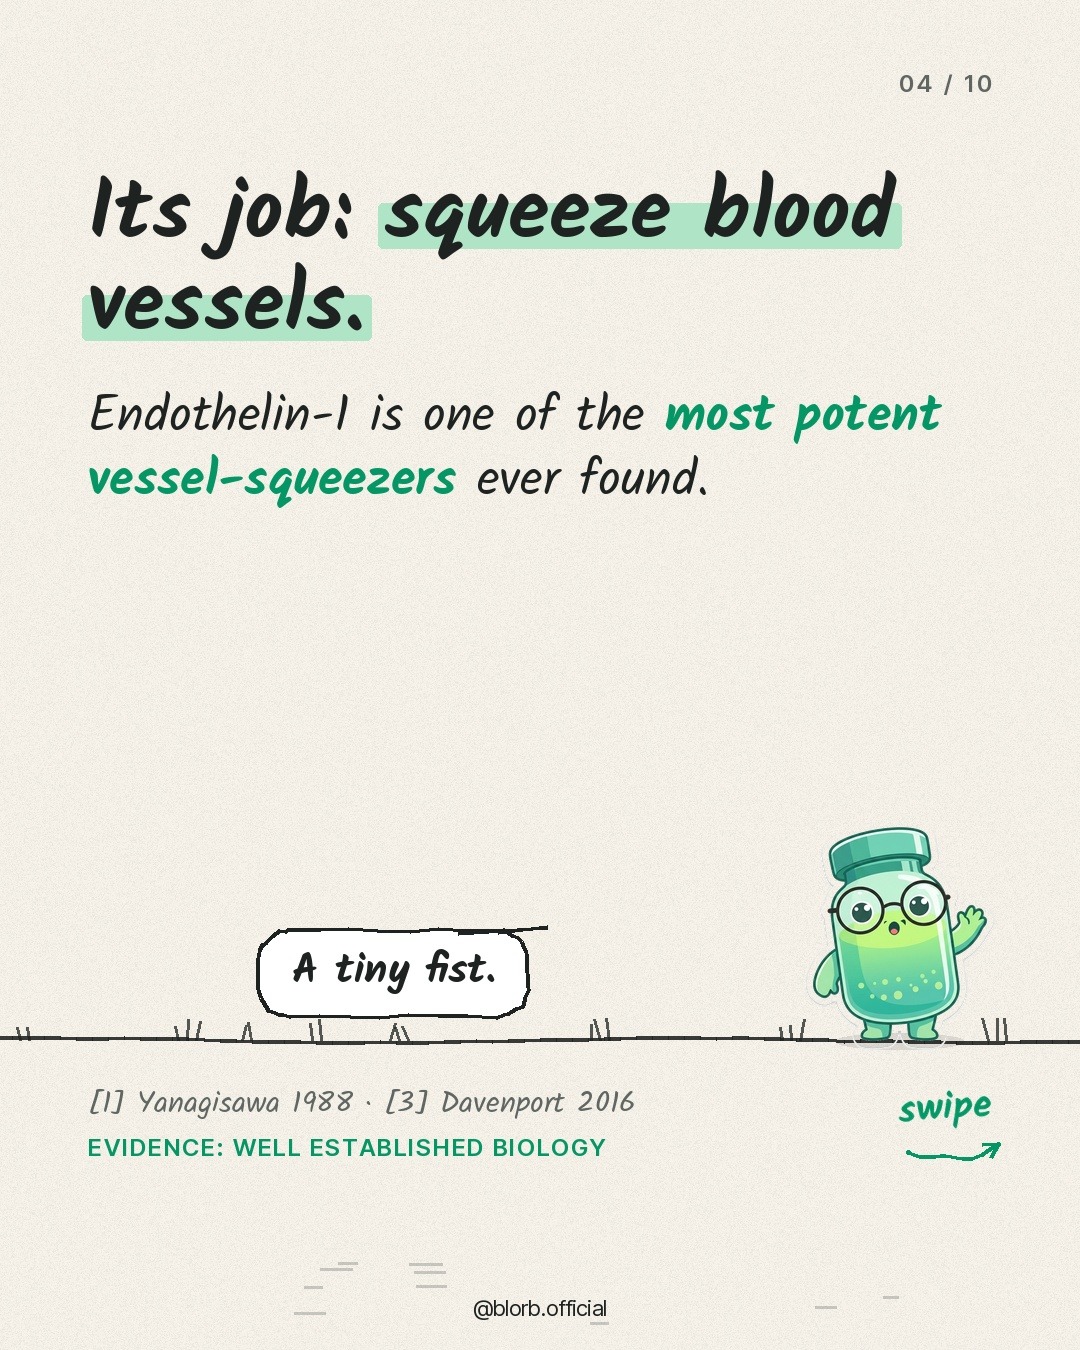 04 / 10
Its job: squeeze blood
vessels.
Endothelin-1 is one of the most potent
vessel-squeezers ever found.
A tiny fist.
[1] Yanagisawa 1988 · [3] Davenport 2016
EVIDENCE: WELL ESTABLISHED BIOLOGY
swipe
@blorb.official